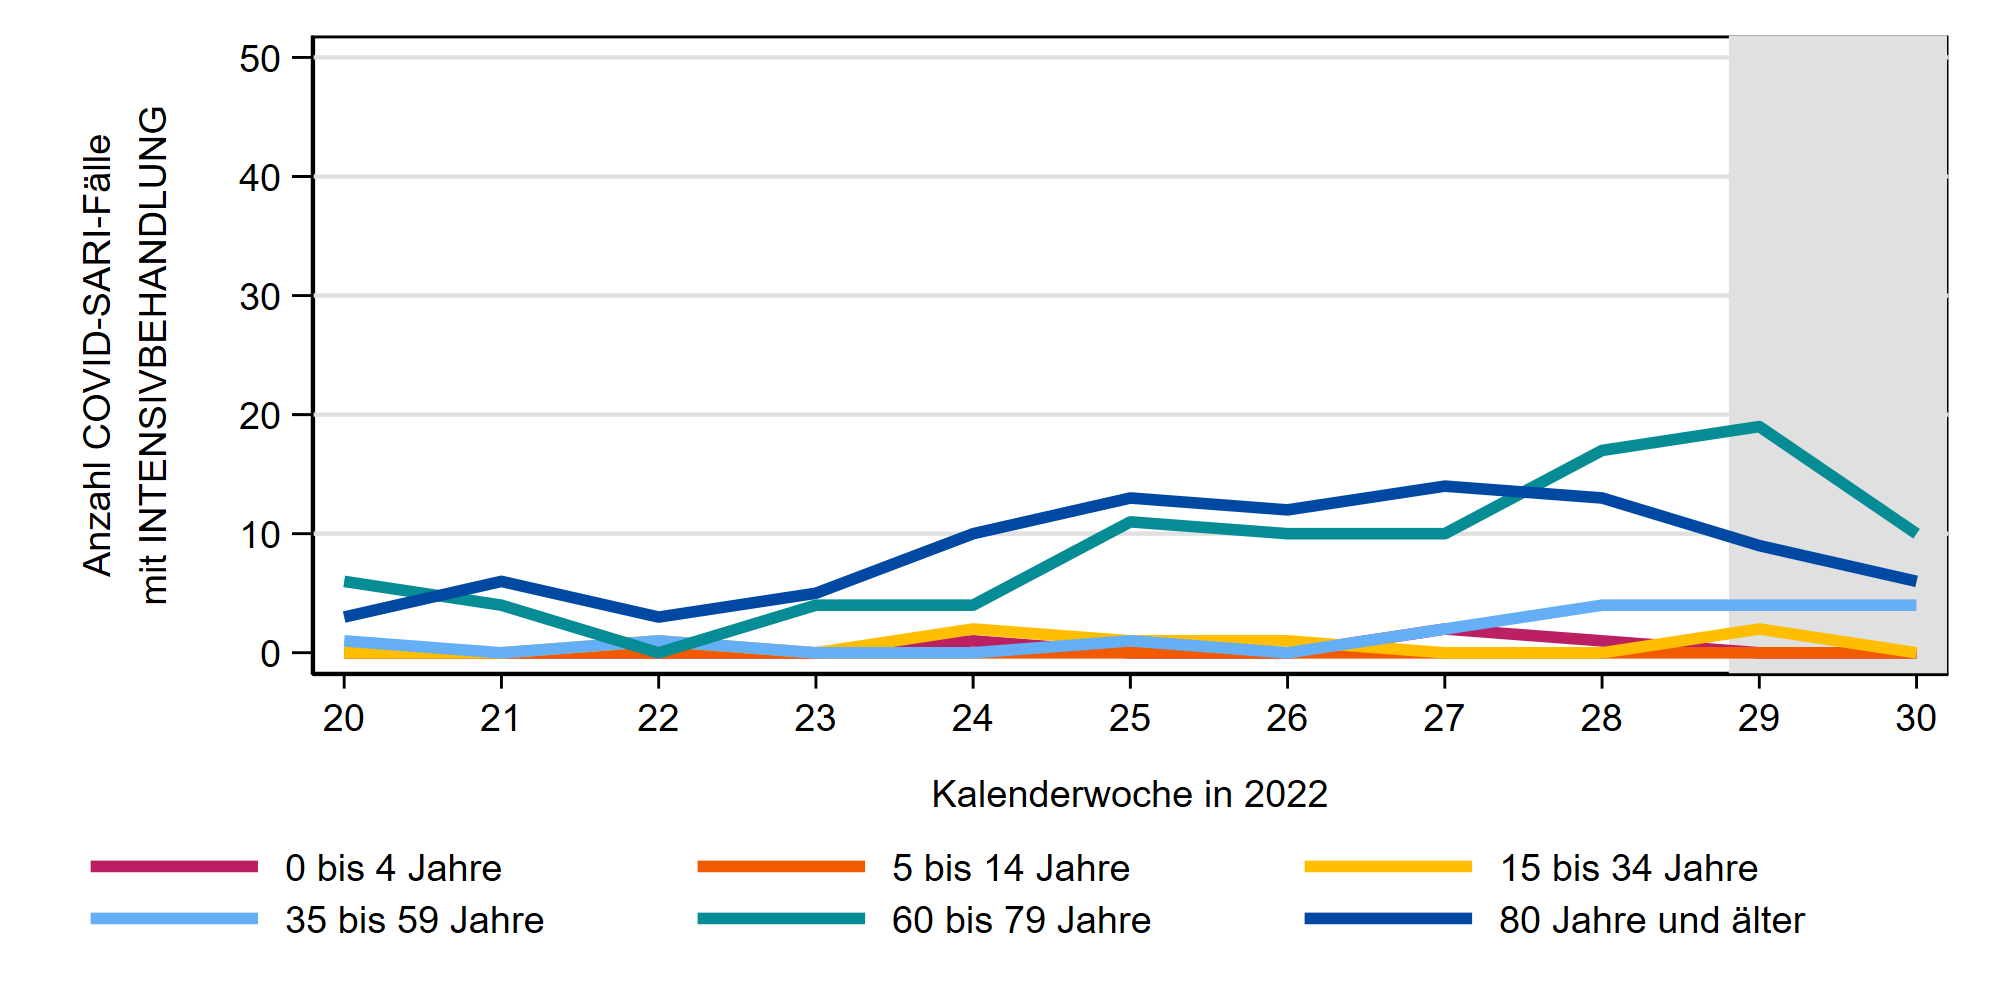 Anzahl COVID-SARI-Fälle
mit INTENSIVBEHANDLUNG
50
40
30
20
10
0
20 21 22 23 24 25 26 27 28 29 30
Kalenderwoche in 2022
0 bis 4 Jahre 5 bis 14 Jahre 15 bis 34 Jahre
35 bis 59 Jahre 60 bis 79 Jahre 80 Jahre und älter